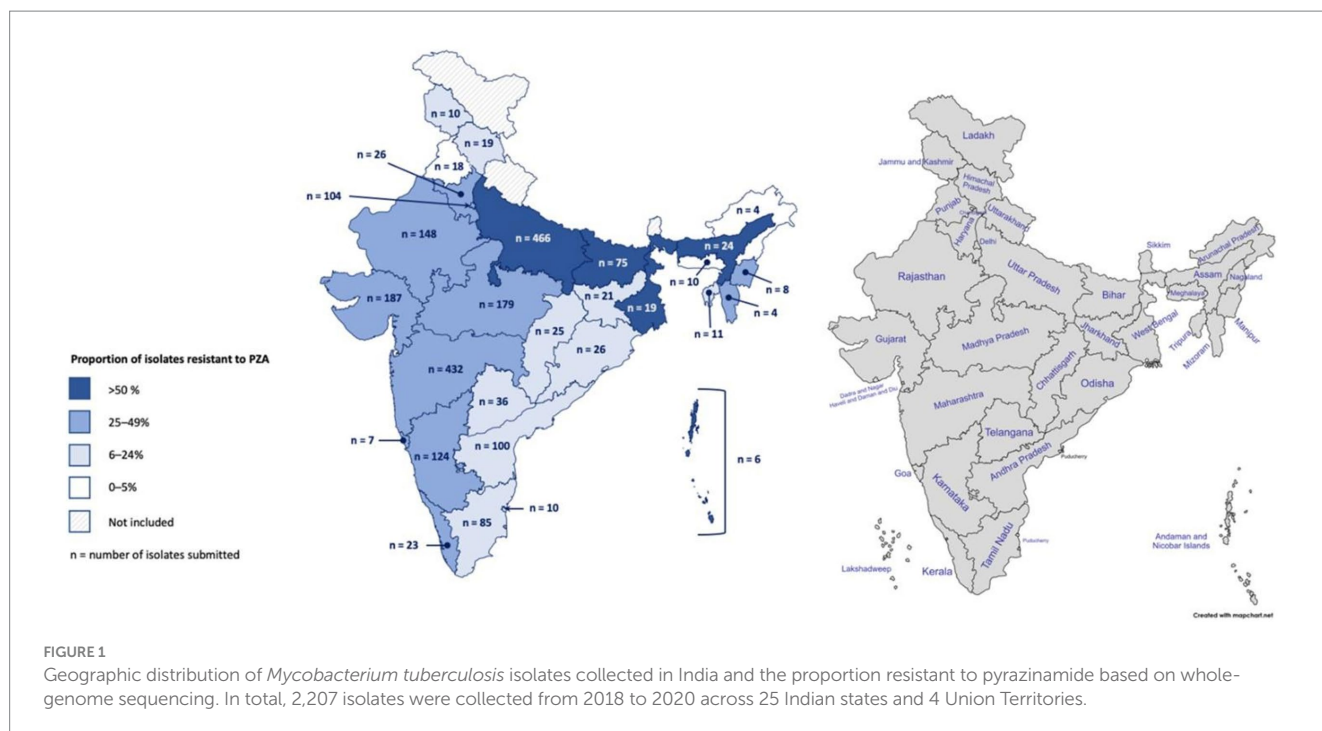 n = 10
n = 19
n = 26
n = 18
n = 104
n = 4
n = 148
n = 466
n = 24
n = 75
n = 10
n = 8
n = 187
n = 179
n = 21
n = 19
n = 4
n = 25
n = 11
n = 26
n = 432
n = 36
n = 7
n = 100
n = 124
n = 6
n = 10
n = 85
n = 23
Proportion of isolates resistant to PZA
>50 %
25–49%
6–24%
0–5%
Not included
n = number of isolates submitted
Ladakh
Jammu and Kashmir
Himachal
Pradesh
Punjab
Uttarakhand
Haryana
Delhi
Sikkim
Arunachal Pradesh
Rajasthan
Uttar Pradesh
Assam
Nagaland
Bihar
Meghalaya
Manipur
Gujarat
Madhya Pradesh
Jharkhand
West Bengal
Tripura
Mizoram
Chhattisgarh
Odisha
Dadra and Nagar
Haveli and Daman and Diu
Maharashtra
Telangana
Andhra Pradesh
Puducherry
Goa
Karnataka
Tamil Nadu
Puducherry
Andaman and
Nicobar Islands
Lakshadweep
Kerala
Created with mapchart.net
FIGURE 1
Geographic distribution of Mycobacterium tuberculosis isolates collected in India and the proportion resistant to pyrazinamide based on whole-
genome sequencing. In total, 2,207 isolates were collected from 2018 to 2020 across 25 Indian states and 4 Union Territories.